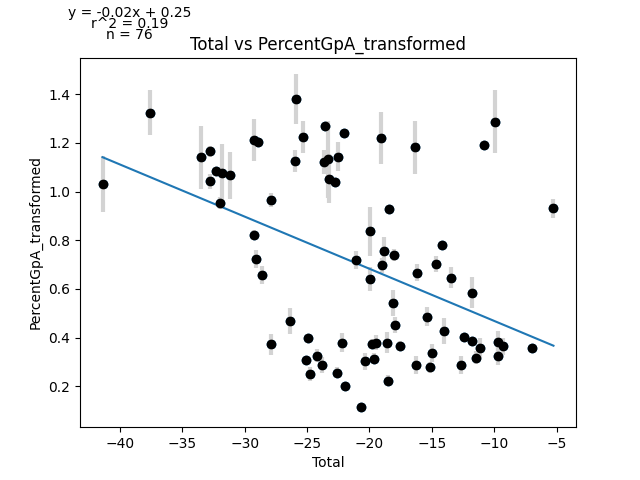 y = -0.02x + 0.25
r^2 = 0.19
n = 76
Total vs PercentGpA_transformed
PercentGpA_transformed
1.4
1.2
1.0
0.8
0.6
0.4
0.2
−40 −35 −30 −25 −20 −15 −10 −5
Total